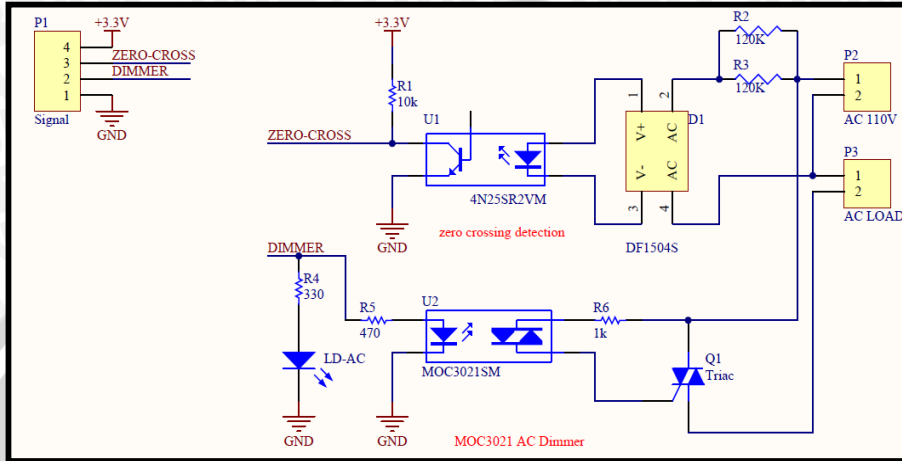 P1
+3.3V
4
3
2
1
ZERO-CROSS
DIMMER
Signal
GND
+3.3V
R1
10k
ZERO-CROSS
U1
4N25SR2VM
GND
zero crossing detection
1
2
V+
AC
V-
AC
3
4
D1
DF1504S
R2
120K
R3
120K
P2
1
2
AC 110V
P3
1
2
AC LOAD
DIMMER
R4
330
LD-AC
GND
R5
470
GND
U2
MOC3021SM
R6
1k
Q1
Triac
MOC3021 AC Dimmer